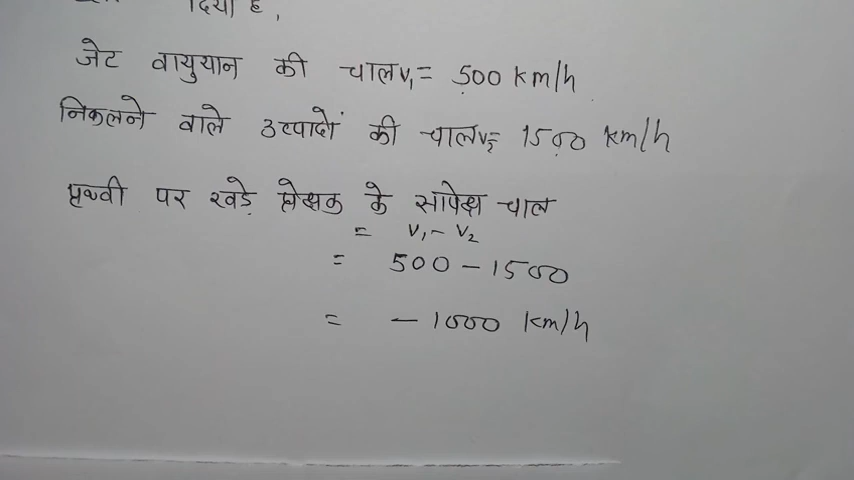 दिया है,
जेट वायुयान की चाल v₁ = 500 km/h
निकलने वाले उत्पादों की चाल v₂ = 1500 km/h
पृथ्वी पर खड़े प्रेक्षक के सापेक्ष चाल
= v₁ - v₂
= 500 - 1500
= - 1000 km/h